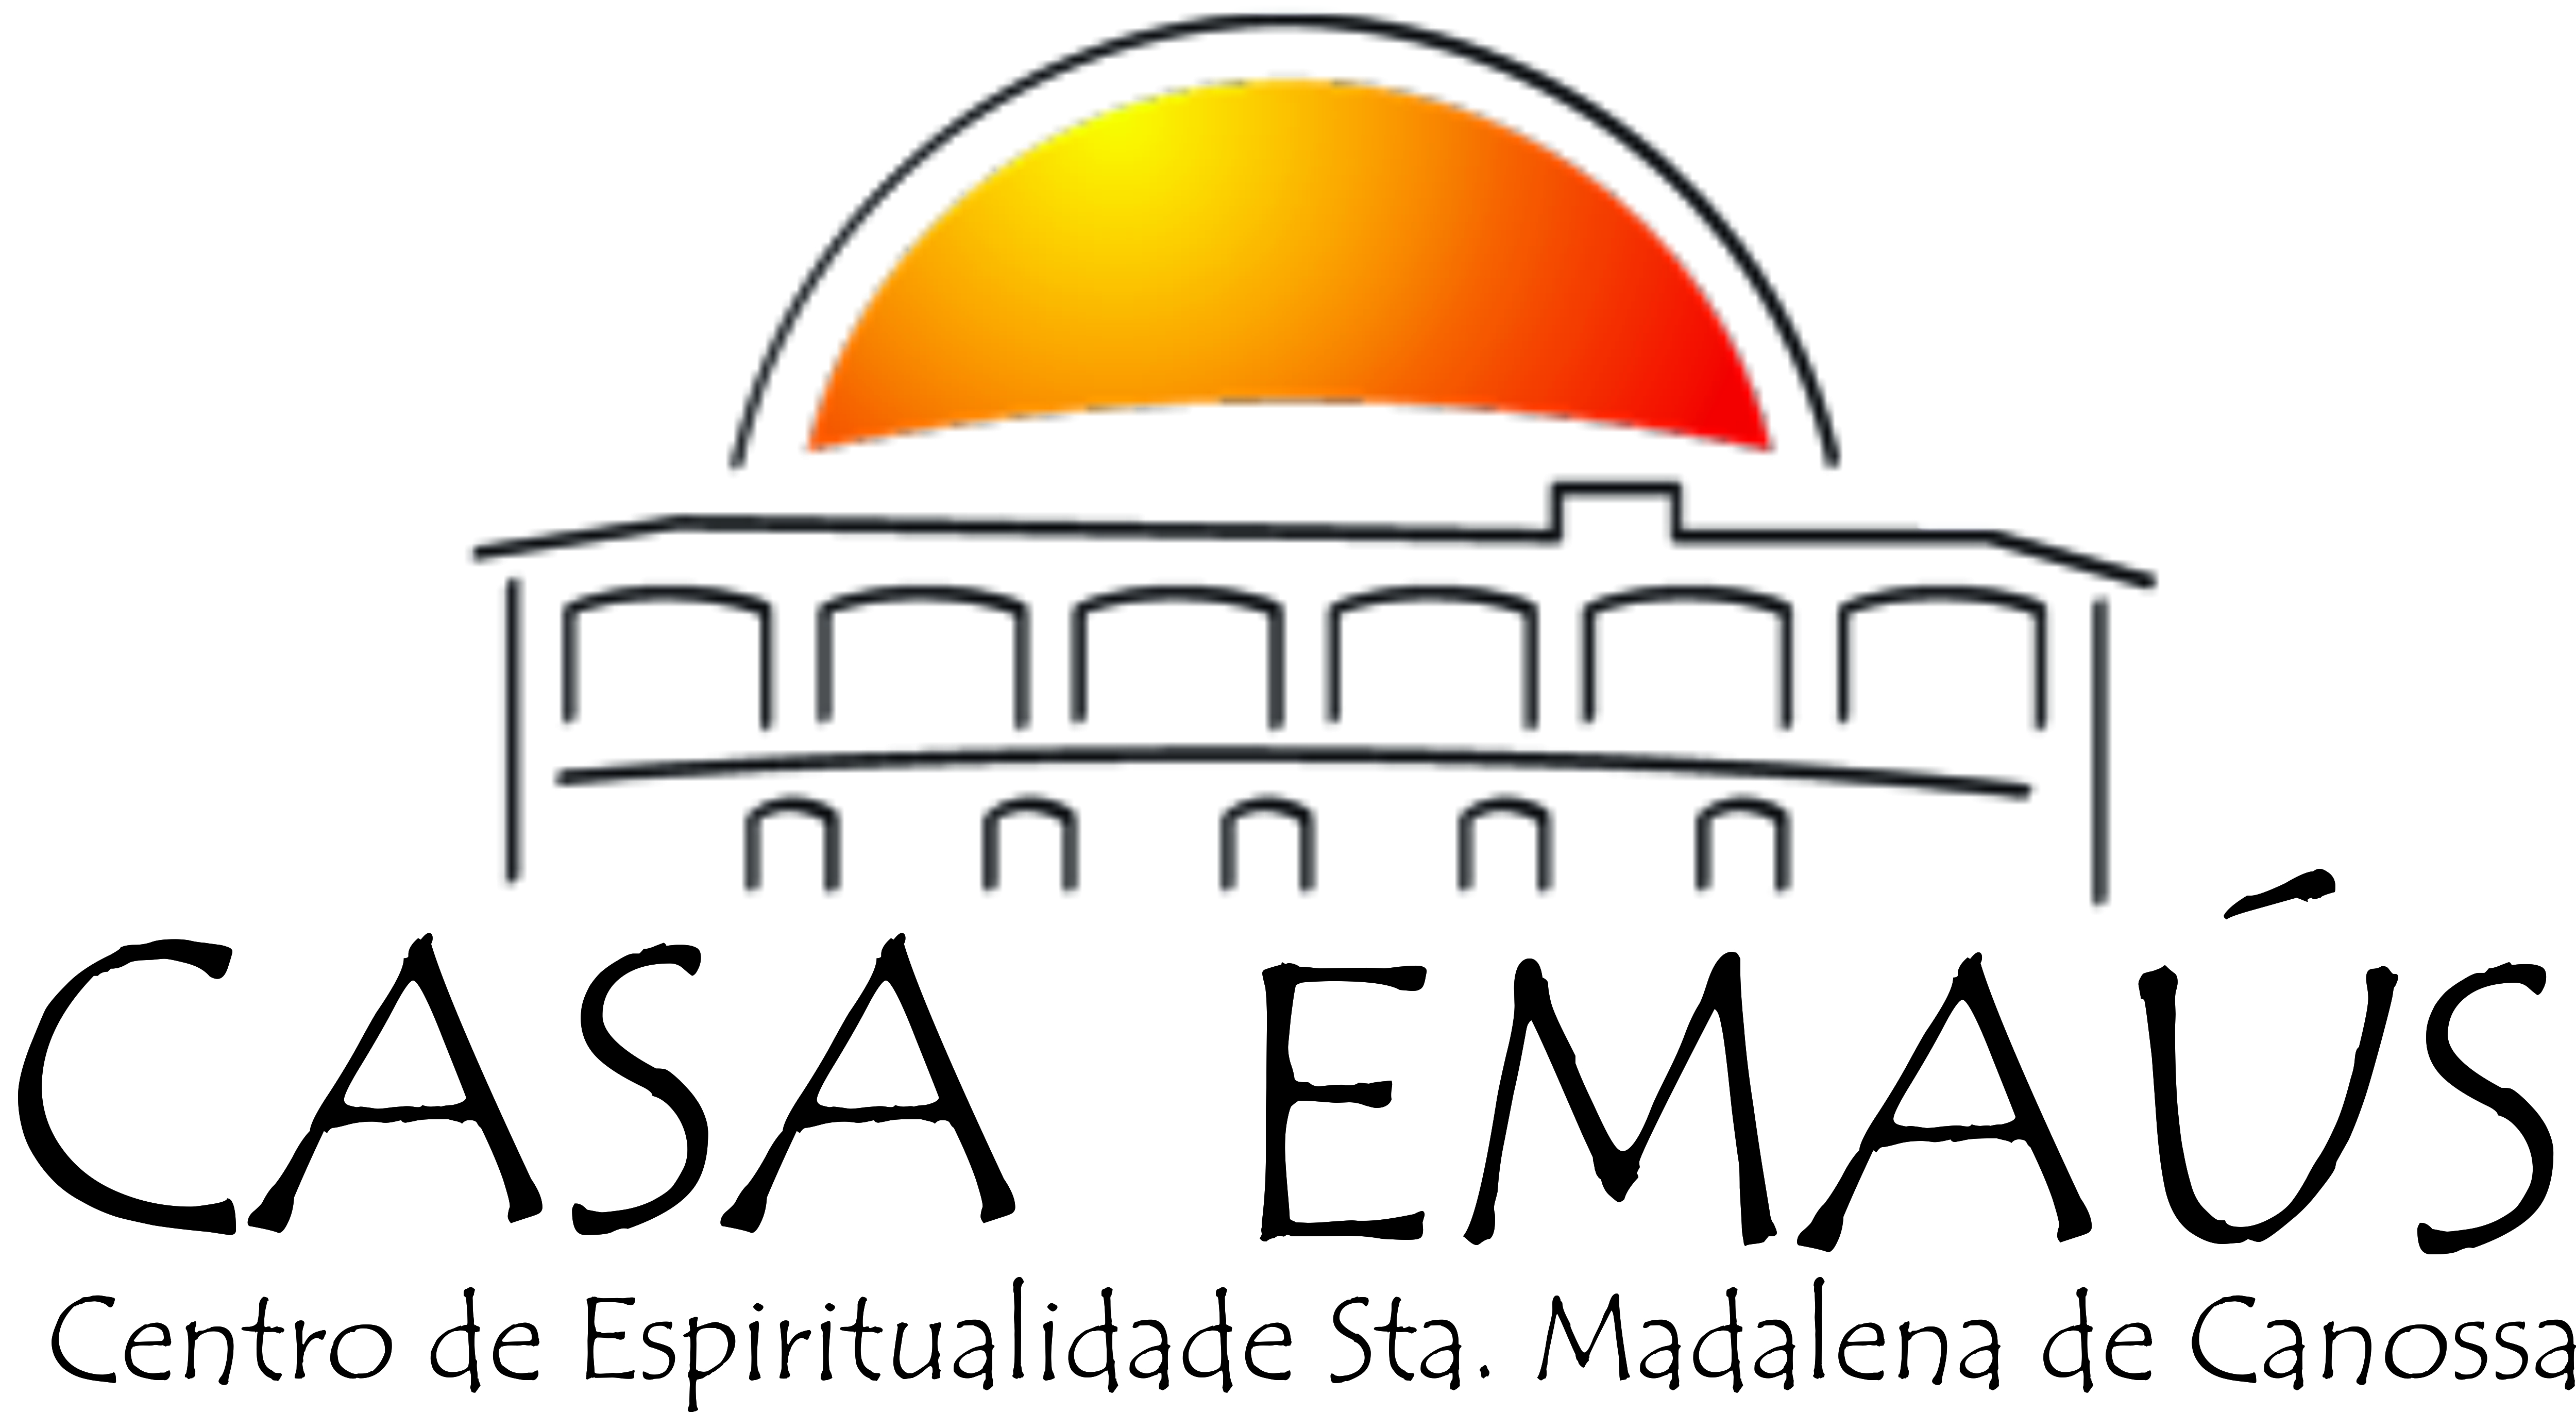 CASA EMAÚS
Centro de Espiritualidade Sta. Madalena de Canossa